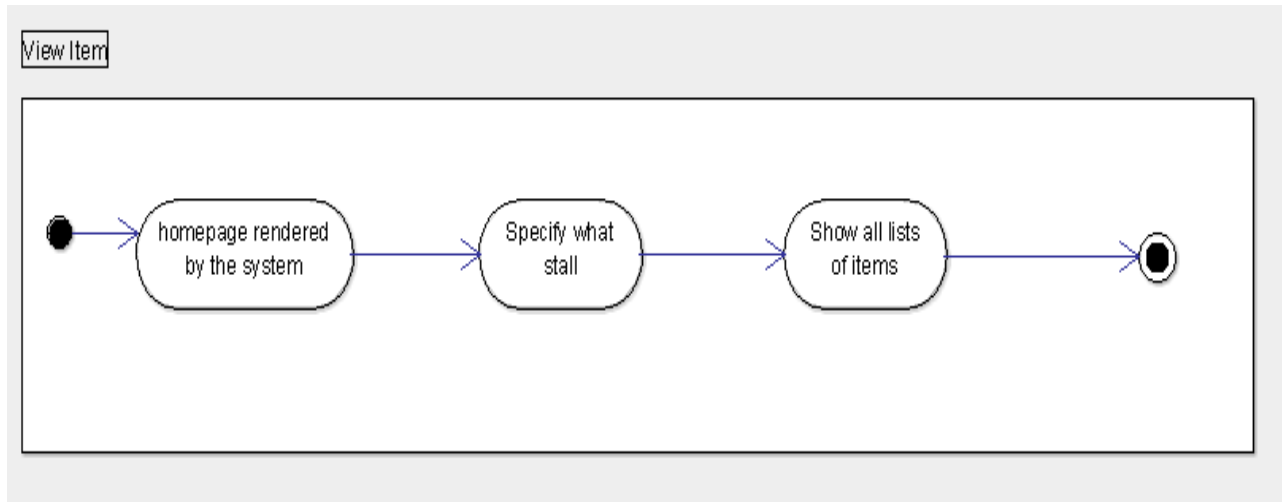 View Item
homepage rendered
by the system
Specify what
stall
Show all lists
of items